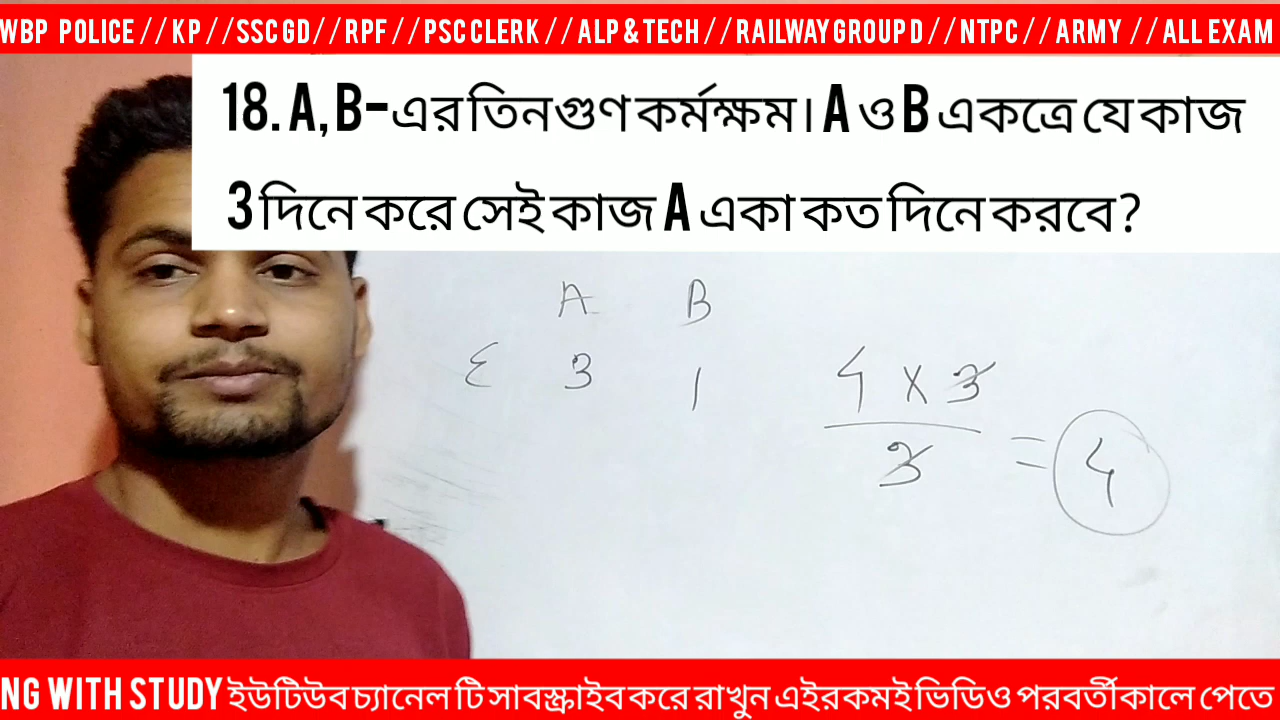 WBP POLICE // KP // SSC GD // RPF // PSC CLERK // ALP & TECH // RAILWAY GROUP D // NTPC // ARMY // ALL EXAM
18. A, B-এর তিনগুণ কর্মক্ষম। A ও B একত্রে যে কাজ
3 দিনে করে সেই কাজ A একা কত দিনে করবে?
A B
ε 3 1
4 x 3
3
= 4
NG WITH STUDY ইউটিউব চ্যানেল টি সাবস্ক্রাইব করে রাখুন এইরকমই ভিডিও পরবর্তীকালে পেতে